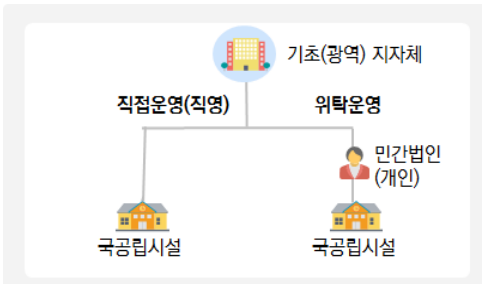 기초(광역) 지자체
직접운영(직영)
위탁운영
민간법인
(개인)
국공립시설
국공립시설